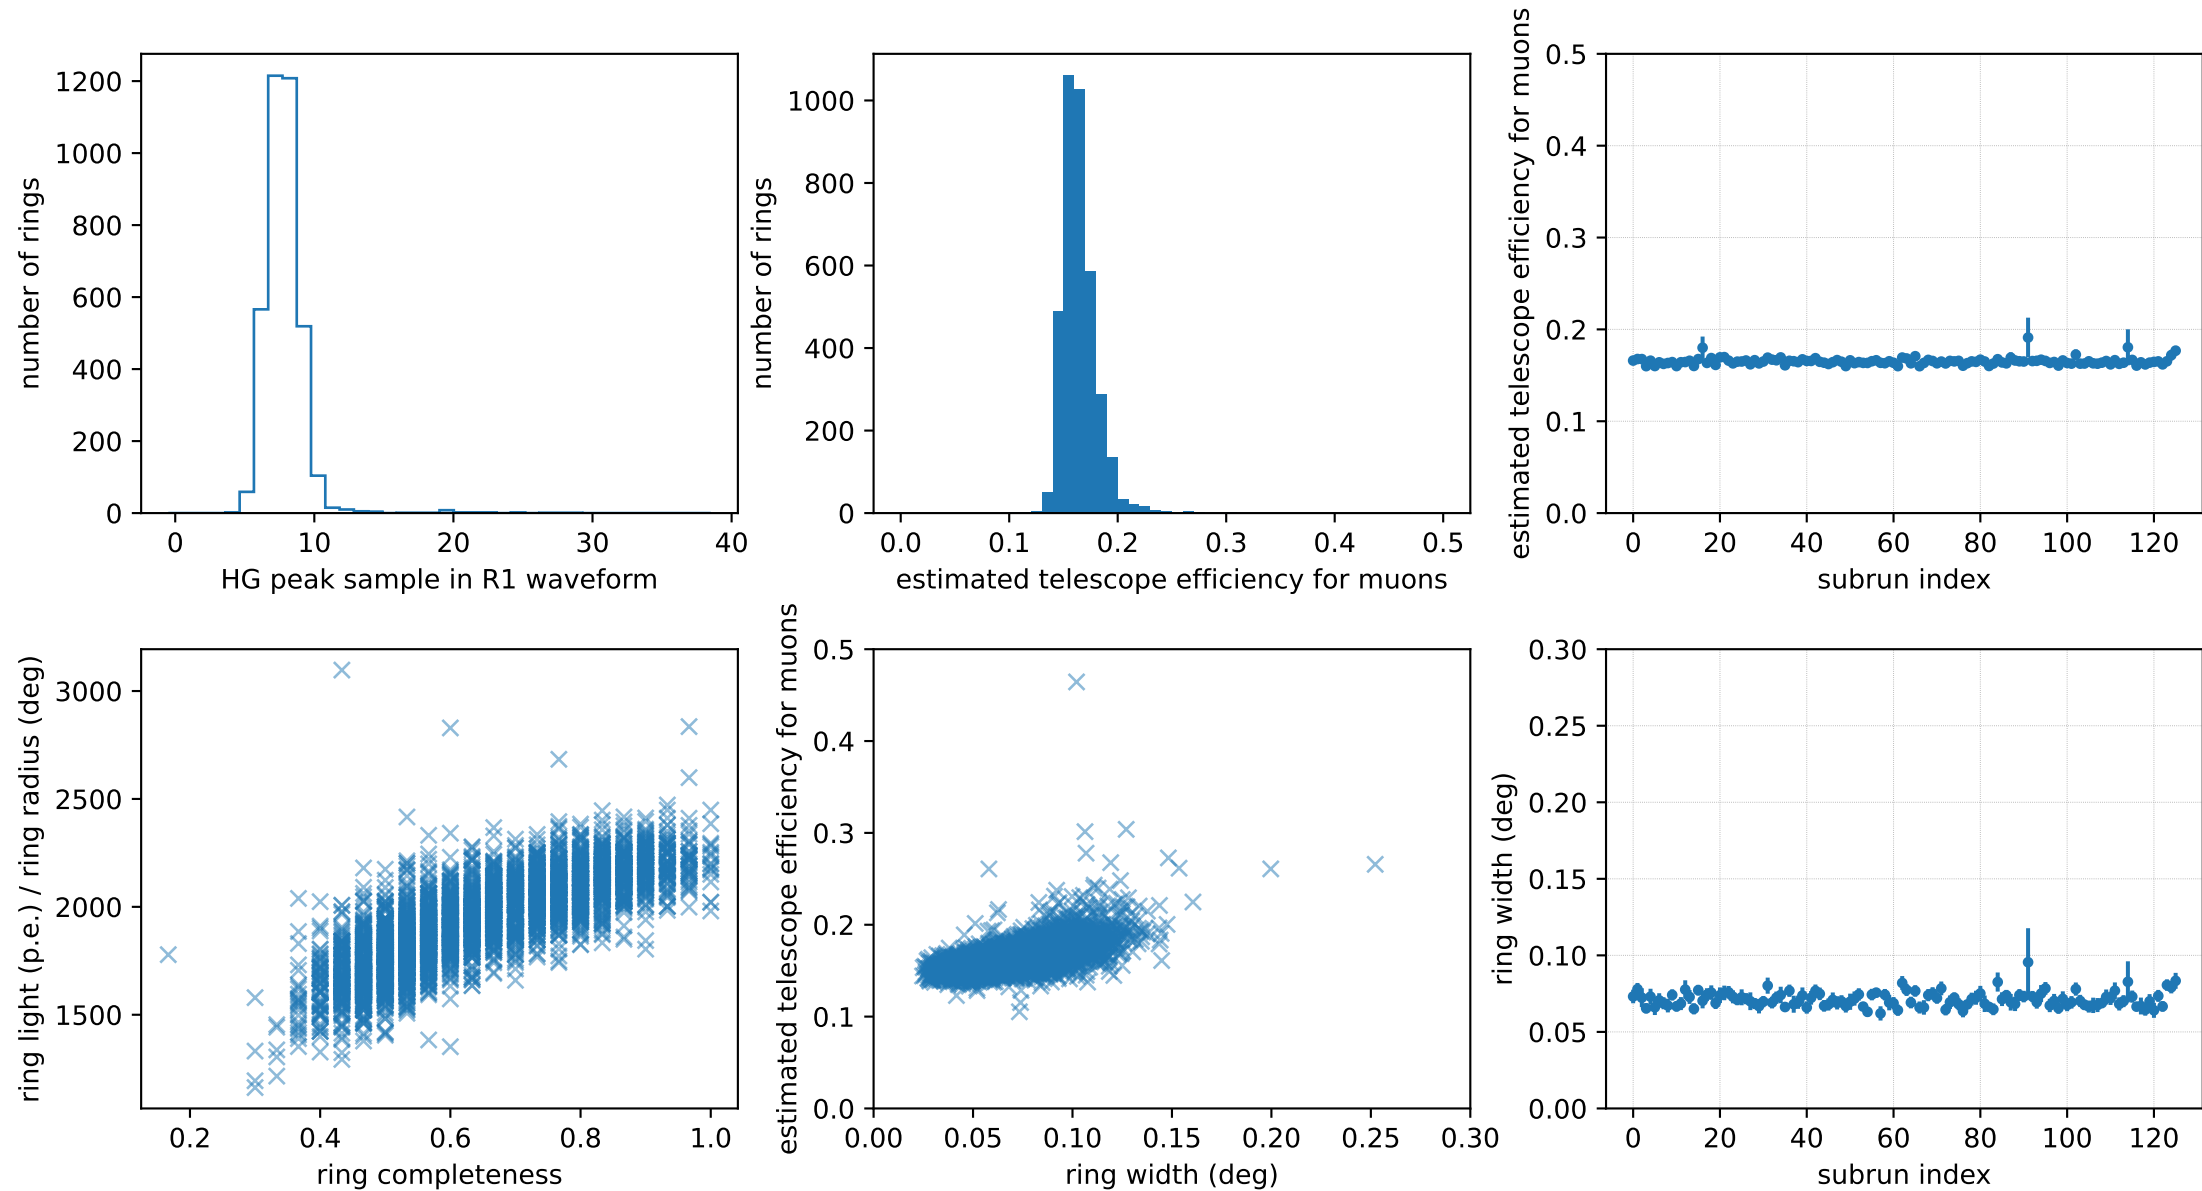 number of rings
1200
1000
800
600
400
200
0
0 10 20 30 40
HG peak sample in R1 waveform
number of rings
1000
800
600
400
200
0
0.0 0.1 0.2 0.3 0.4 0.5
estimated telescope efficiency for muons
estimated telescope efficiency for muons
0.5
0.4
0.3
0.2
0.1
0.0
0 20 40 60 80 100 120
subrun index
ring light (p.e.) / ring radius (deg)
3000
2500
2000
1500
0.2 0.4 0.6 0.8 1.0
ring completeness
estimated telescope efficiency for muons
0.5
0.4
0.3
0.2
0.1
0.0
0.00 0.05 0.10 0.15 0.20 0.25 0.30
ring width (deg)
ring width (deg)
0.30
0.25
0.20
0.15
0.10
0.05
0.00
0 20 40 60 80 100 120
subrun index